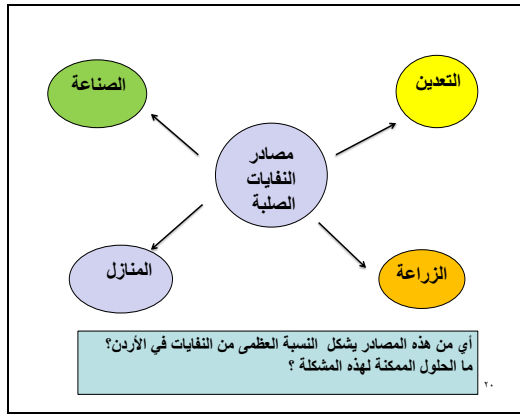 التعدين
الصناعة
مصادر
النفايات
الصلبة
المنازل
الزراعة
أي من هذه المصادر يشكل النسبة العظمى من النفايات في الأردن؟
ما الحلول الممكنة لهذه المشكلة ؟
٢٠